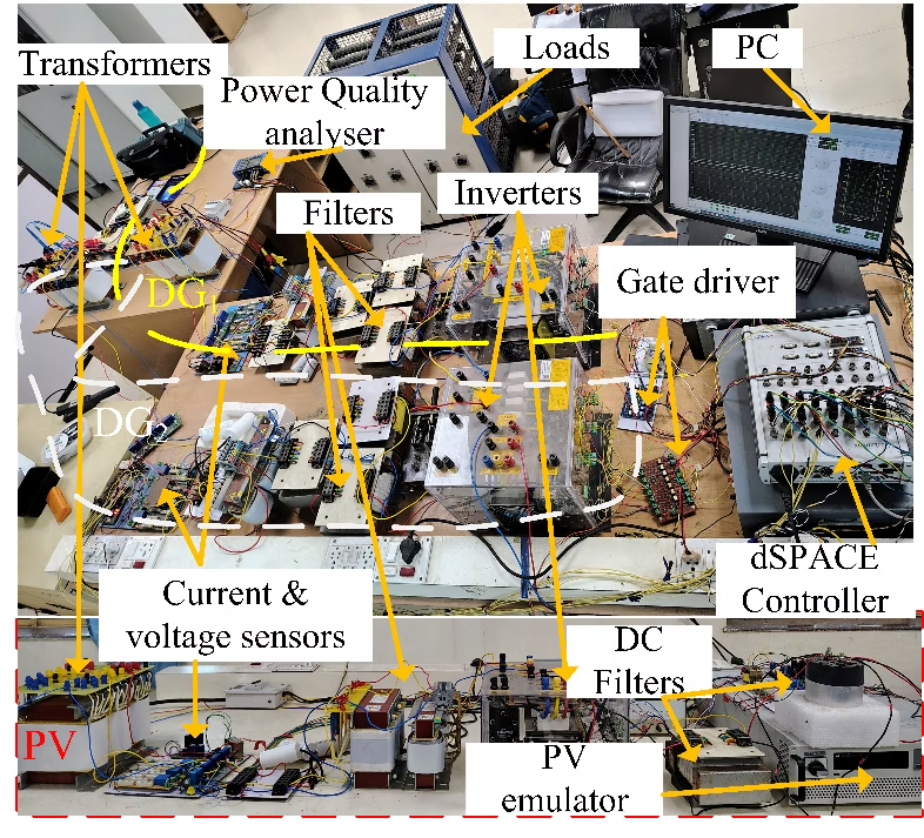 Transformers
Loads
PC
Power Quality
analyser
Filters
Inverters
DG₁
Gate driver
DG₂
Current &
voltage sensors
dSPACE
Controller
DC
Filters
PV
PV
emulator